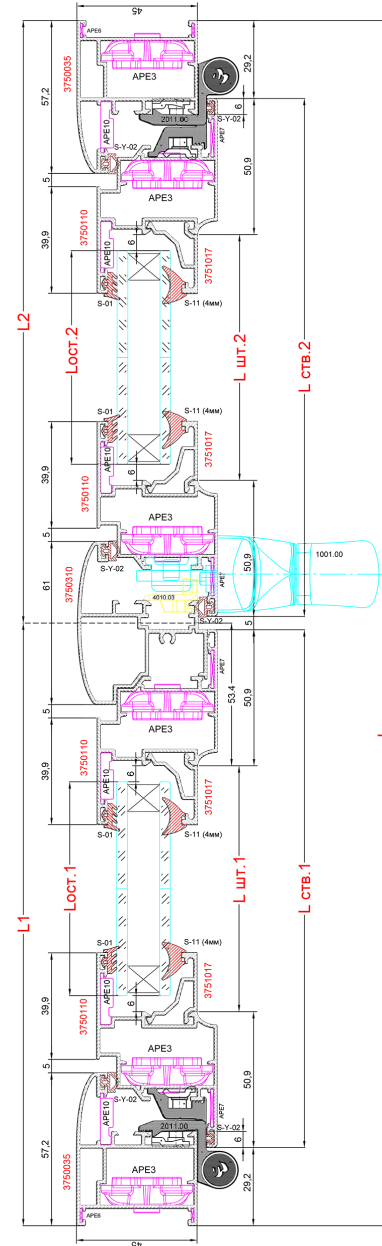 45
APE6
57,2
3750035
APE3
29,2
2011.00
6
S-Y-02
APE10
S-Y-02
APE7
5
50,9
APE3
39,9
3750110
APE10
6
3751017
S-01
S-11 (4мм)
L2
Lост.2
L шт.2
L ств.2
S-01
S-11 (4мм)
39,9
APE10
3750110
6
3751017
APE3
5
S-Y-02
50,9
1001.00
61
3750310
4010.03
APE7
S-Y-02
5
APE7
53.4
50,9
5
APE3
39,9
3750110
APE10
6
3751017
S-01
S-11 (4мм)
L1
Lост.1
L шт.1
L ств.1
S-01
S-11 (4мм)
39,9
3750110
APE10
6
3751017
APE3
5
50,9
S-Y-02
APE10
APE7
2011.00
S-Y-02
6
57,2
3750035
APE3
29,2
APE6
45